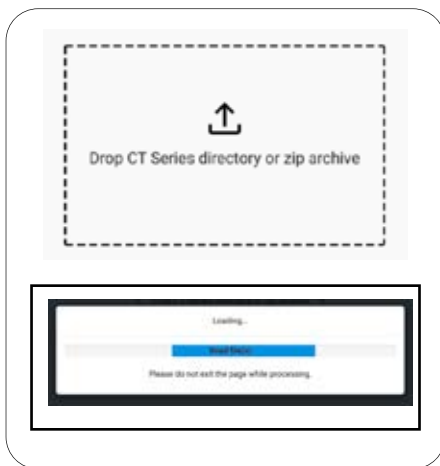 Drop CT Series directory or zip archive
Loading...
Please do not exit the page while processing.